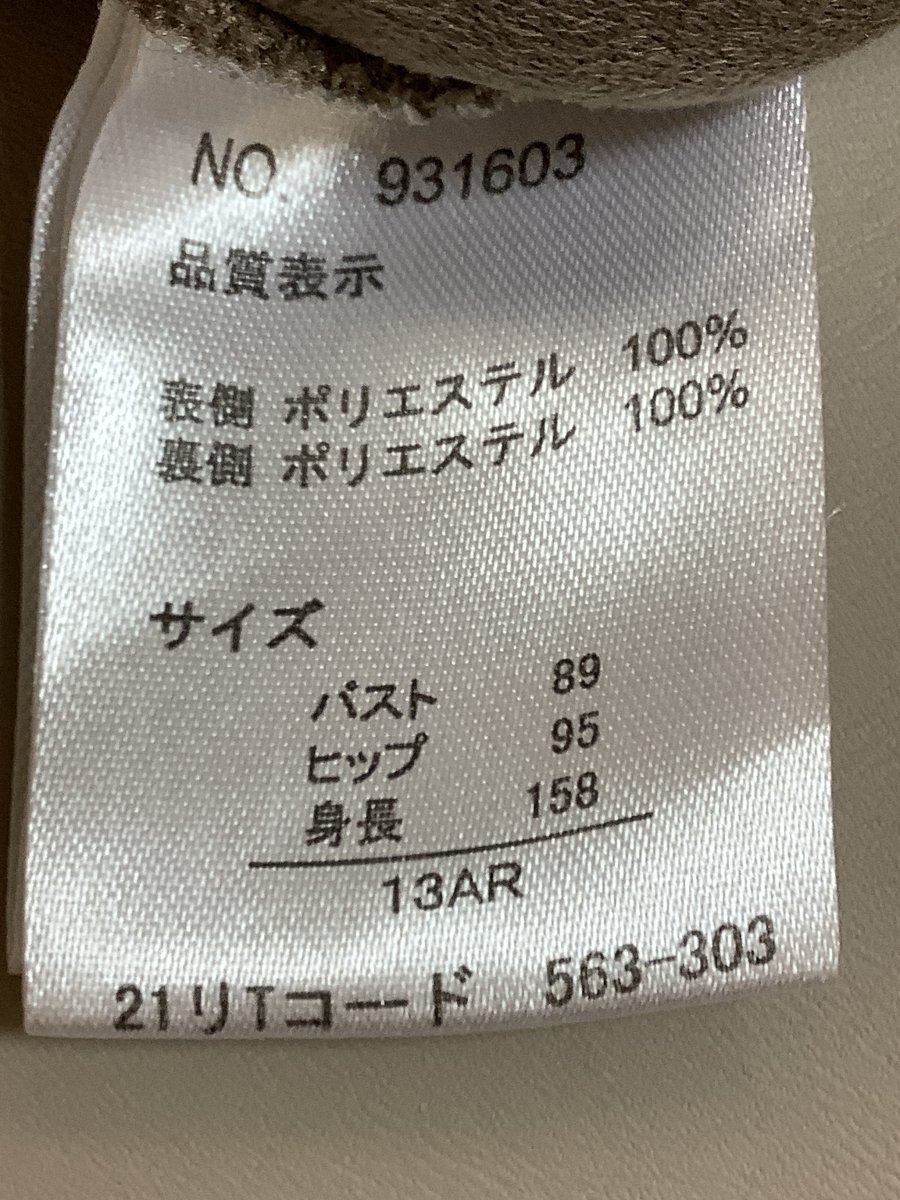 NO. 931603
品質表示
表側 ポリエステル 100%
裏側 ポリエステル 100%
サイズ
バスト 89
ヒップ 95
身長 158
13AR
21リTコード 563-303